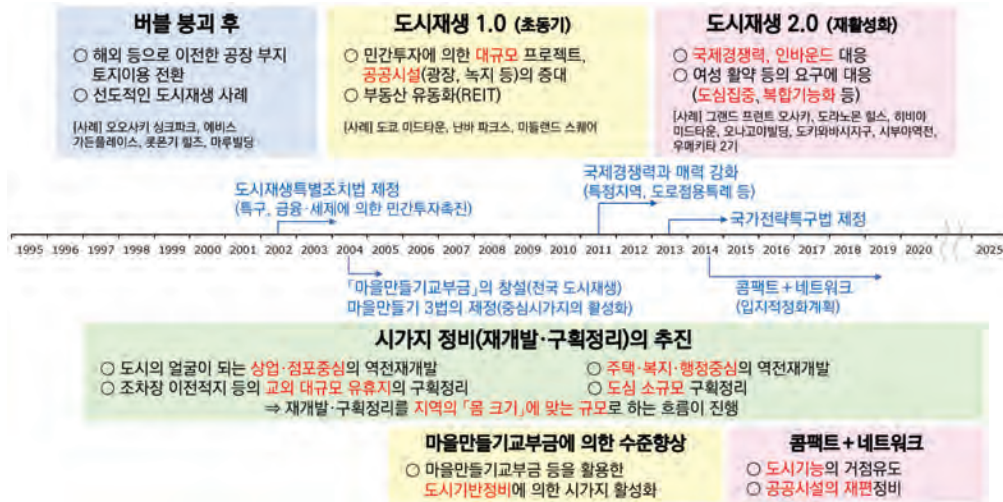 버블 붕괴 후
○ 해외 등으로 이전한 공장 부지
토지이용 전환
○ 선도적인 도시재생 사례
[사례] 오오사키 싱크파크, 에비스
가든플레이스, 롯폰기 힐즈, 마루빌딩
도시재생 1.0 (초동기)
○ 민간투자에 의한 대규모 프로젝트,
공공시설(광장, 녹지 등)의 증대
○ 부동산 유동화(REIT)
[사례] 도쿄 미드타운, 난바 파크스, 미들랜드 스퀘어
도시재생 2.0 (재활성화)
○ 국제경쟁력, 인바운드 대응
○ 여성 활약 등의 요구에 대응
(도심집중, 복합기능화 등)
[사례] 그랜드 프런트 오사카, 도라노몬 힐스, 히비야
미드타운, 오나고야빌딩, 도키와바시지구, 시부야역전,
우메키타 2기
도시재생특별조치법 제정
(특구, 금융·세제에 의한 민간투자촉진)
국제경쟁력과 매력 강화
(특정지역, 도로점용특례 등)
국가전략특구법 제정
1995 1996 1997 1998 1999 2000 2001 2002 2003 2004 2005 2006 2007 2008 2009 2010 2011 2012 2013 2014 2015 2016 2017 2018 2019 2020 2025
「마을만들기교부금」의 창설(전국 도시재생)
마을만들기 3법의 제정(중심시가지의 활성화)
콤팩트+네트워크
(입지적정화계획)
시가지 정비(재개발·구획정리)의 추진
○ 도시의 얼굴이 되는 상업·점포중심의 역전재개발
○ 조차장 이전적지 등의 교외 대규모 유휴지의 구획정리
○ 주택·복지·행정중심의 역전재개발
○ 도심 소규모 구획정리
⇒ 재개발·구획정리를 지역의 「몸 크기」에 맞는 규모로 하는 흐름이 진행
마을만들기교부금에 의한 수준향상
○ 마을만들기교부금 등을 활용한
도시기반정비에 의한 시가지 활성화
콤팩트+네트워크
○ 도시기능의 거점유도
○ 공공시설의 재편정비